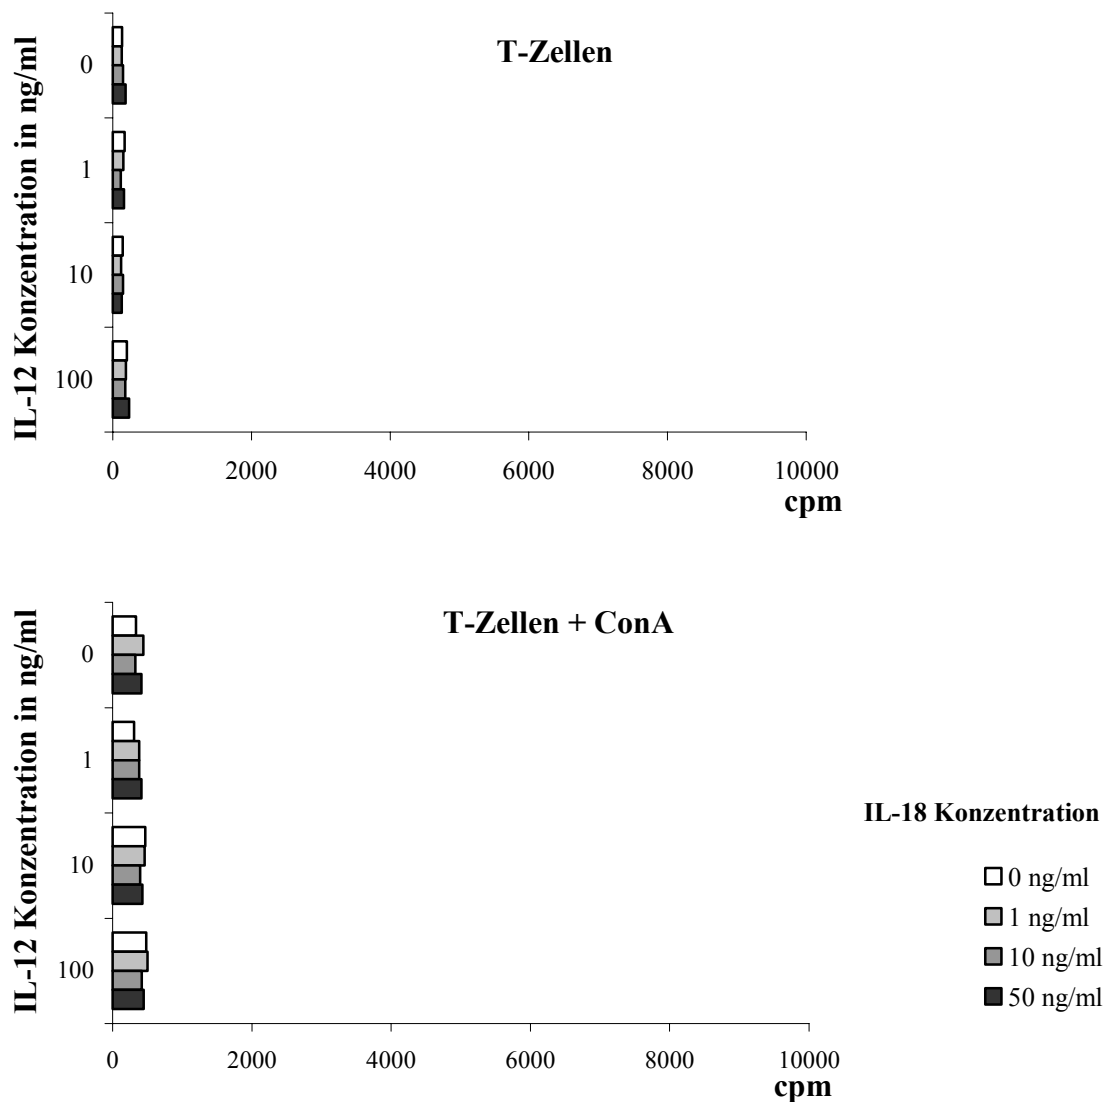 T-Zellen
IL-12 Konzentration in ng/ml
0
1
10
100
0 2000 4000 6000 8000 10000
cpm
T-Zellen + ConA
IL-12 Konzentration in ng/ml
0
1
10
100
0 2000 4000 6000 8000 10000
cpm
IL-18 Konzentration
0 ng/ml
1 ng/ml
10 ng/ml
50 ng/ml